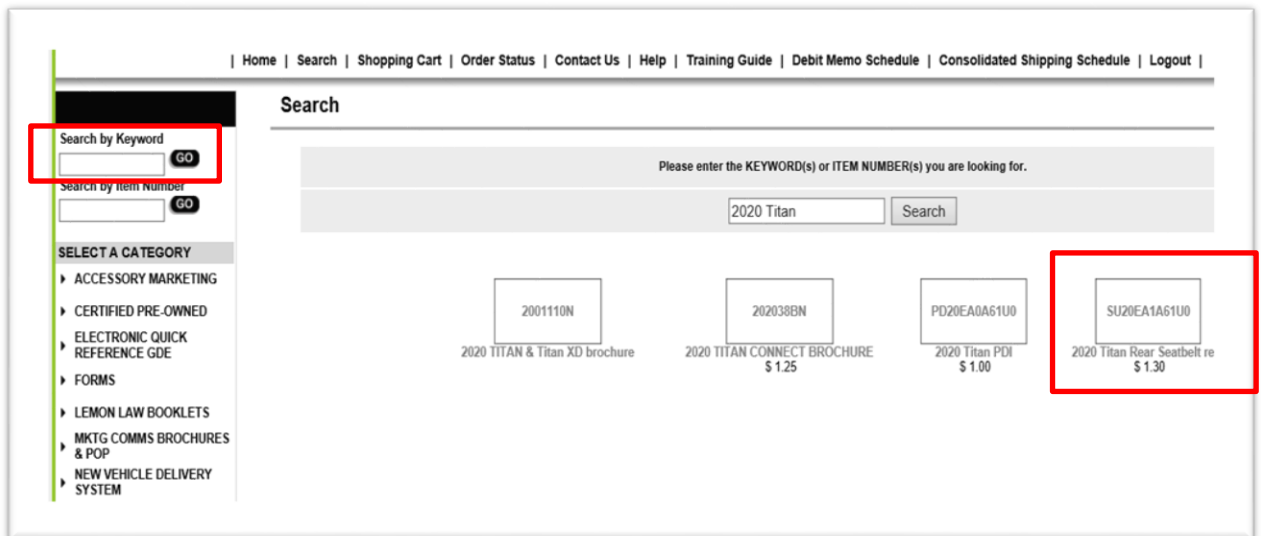 | Home | Search | Shopping Cart | Order Status | Contact Us | Help | Training Guide | Debit Memo Schedule | Consolidated Shipping Schedule | Logout |
Search
Search by Keyword
GO
Search by Item Number
GO
SELECT A CATEGORY
ACCESSORY MARKETING
CERTIFIED PRE-OWNED
ELECTRONIC QUICK
REFERENCE GDE
FORMS
LEMON LAW BOOKLETS
MKTG COMMS BROCHURES
& POP
NEW VEHICLE DELIVERY
SYSTEM
Please enter the KEYWORD(s) or ITEM NUMBER(s) you are looking for.
2020 Titan Search
2001110N
2020 TITAN & Titan XD brochure
202038BN
2020 TITAN CONNECT BROCHURE
$ 1.25
PD20EA0A61U0
2020 Titan PDI
$ 1.00
SU20EA1A61U0
2020 Titan Rear Seatbelt re
$ 1.30